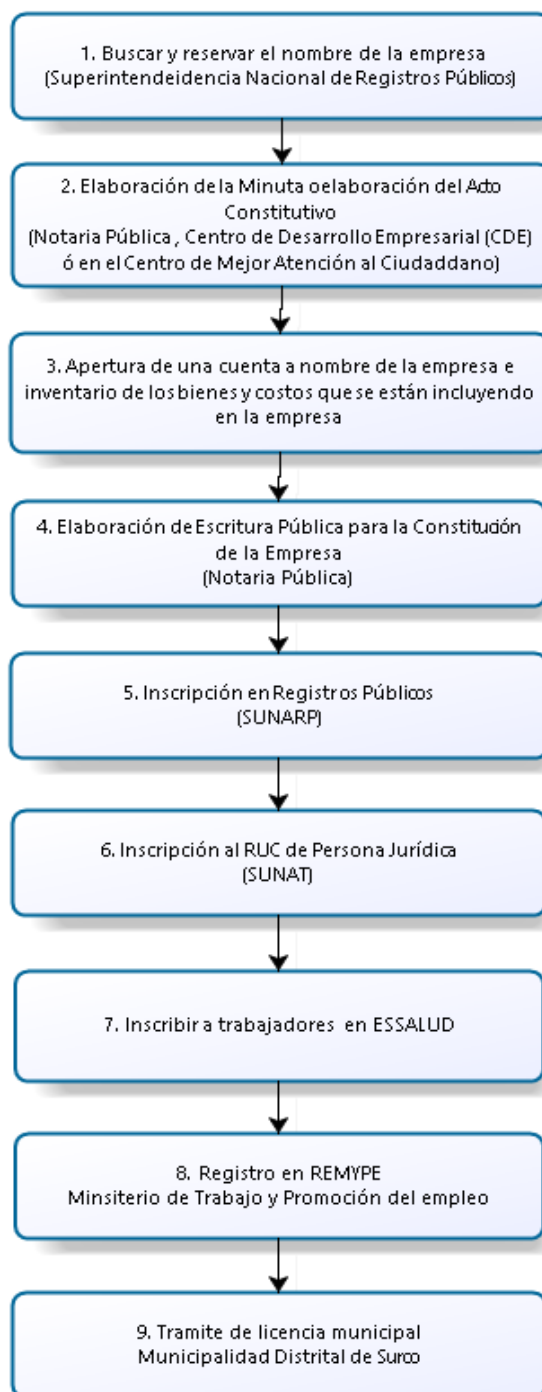 1. Buscar y reservar el nombre de la empresa
(Superintendeidencia Nacional de Registros Públicos)
2. Elaboración de la Minuta oelaboración del Acto
Constitutivo
(Notaria Pública , Centro de Desarrollo Empresarial (CDE)
ó en el Centro de Mejor Atención al Ciudaddano)
3. Apertura de una cuenta a nombre de la empresa e
inventario de los bienes y costos que se están incluyendo
en la empresa
4. Elaboración de Escritura Pública para la Constitución
de la Empresa
(Notaria Pública)
5. Inscripción en Registros Públicos
(SUNARP)
6. Inscripción al RUC de Persona Jurídica
(SUNAT)
7. Inscribir a trabajadores en ESSALUD
8. Registro en REMYPE
Minsiterio de Trabajo y Promoción del empleo
9. Tramite de licencia municipal
Municipalidad Distrital de Surco